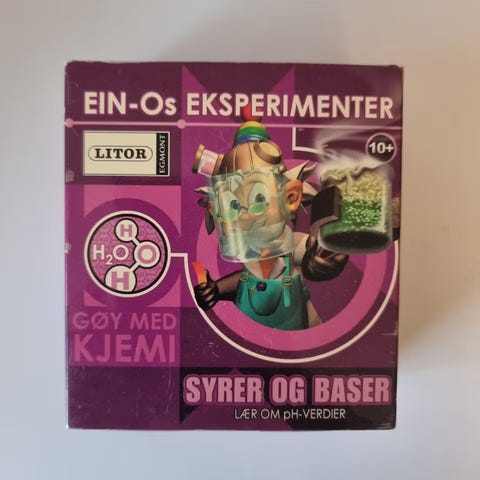 EIN-Os EKSPERIMENTER
LITOR
EGMONT
10+
H
H₂O
O
H
GØY MED
KJEMI
SYRER OG BASER
LÆR OM pH-VERDIER